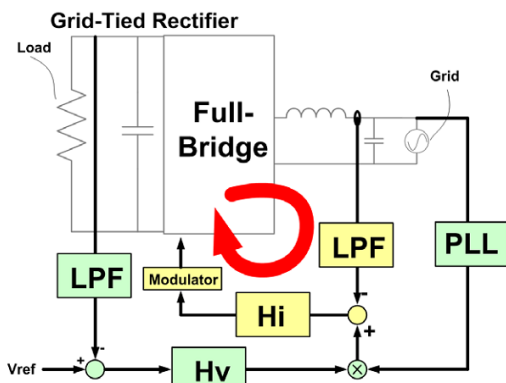 Grid-Tied Rectifier
Load
Grid
Full-
Bridge
LPF
LPF
PLL
Modulator
Hi
-
+
Vref
+
-
Hv
×